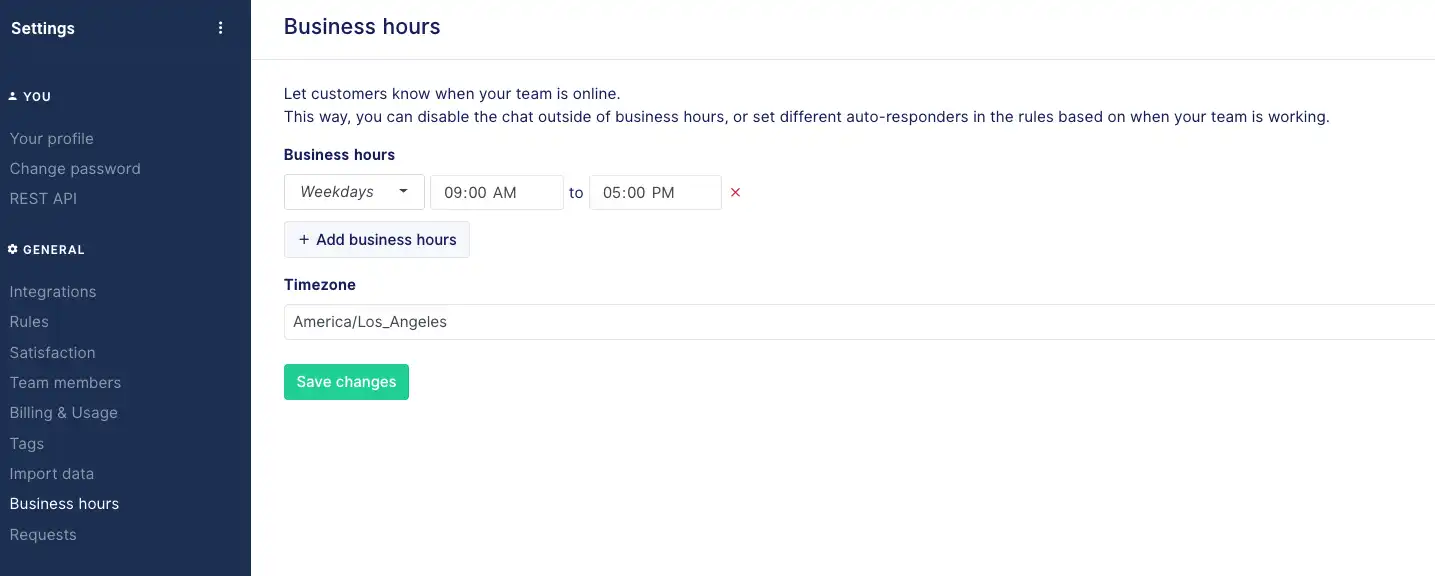 Settings
YOU
Your profile
Change password
REST API
GENERAL
Integrations
Rules
Satisfaction
Team members
Billing & Usage
Tags
Import data
Business hours
Requests
Business hours
Let customers know when your team is online.
This way, you can disable the chat outside of business hours, or set different auto-responders in the rules based on when your team is working.
Business hours
Weekdays 09:00 AM to 05:00 PM
+ Add business hours
Timezone
America/Los_Angeles
Save changes